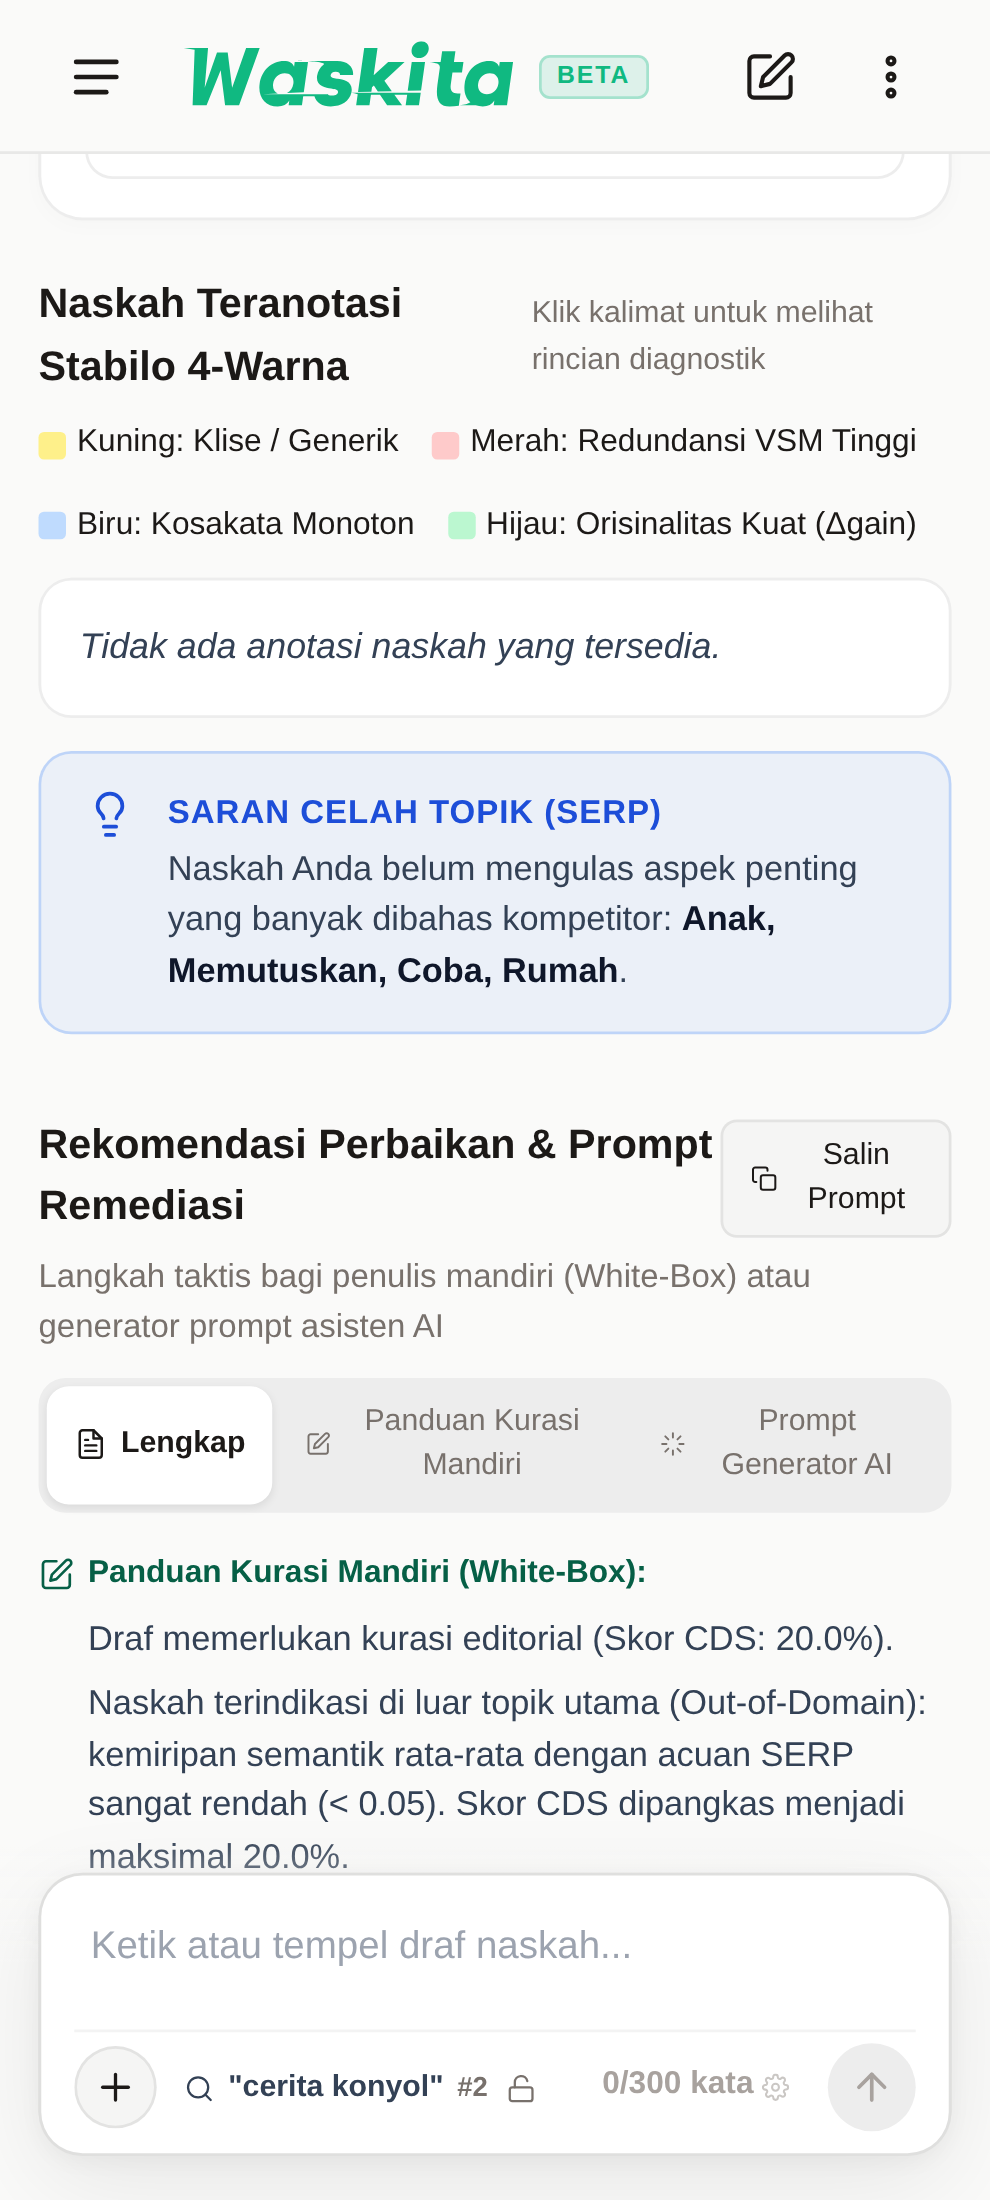 Waskita BETA
Naskah Teranotasi
Stabilo 4-Warna
Klik kalimat untuk melihat
rincian diagnostik
Kuning: Klise / Generik
Merah: Redundansi VSM Tinggi
Biru: Kosakata Monoton
Hijau: Orisinalitas Kuat (Δgain)
Tidak ada anotasi naskah yang tersedia.
SARAN CELAH TOPIK (SERP)
Naskah Anda belum mengulas aspek penting
yang banyak dibahas kompetitor: Anak,
Memutuskan, Coba, Rumah.
Rekomendasi Perbaikan & Prompt
Remediasi
Salin
Prompt
Langkah taktis bagi penulis mandiri (White-Box) atau
generator prompt asisten AI
Lengkap
Panduan Kurasi
Mandiri
Prompt
Generator AI
Panduan Kurasi Mandiri (White-Box):
Draf memerlukan kurasi editorial (Skor CDS: 20.0%).
Naskah terindikasi di luar topik utama (Out-of-Domain):
kemiripan semantik rata-rata dengan acuan SERP
sangat rendah (< 0.05). Skor CDS dipangkas menjadi
maksimal 20.0%.
Ketik atau tempel draf naskah...
"cerita konyol" #2
0/300 kata